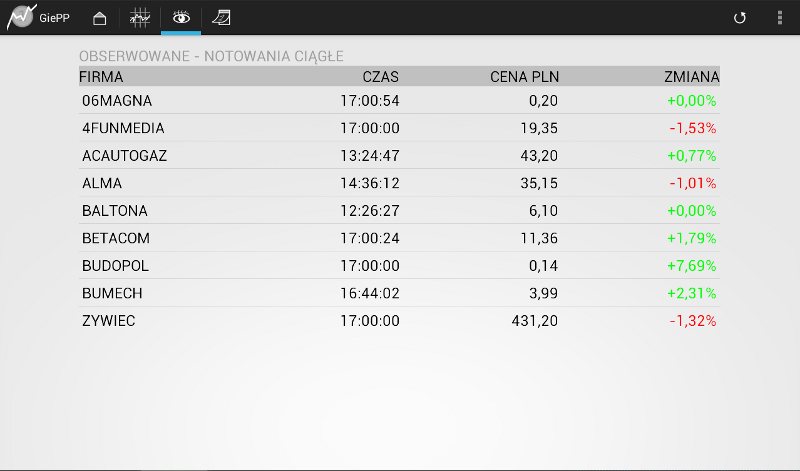 GiePP
OBSERWOWANE - NOTOWANIA CIĄGŁE
FIRMA CZAS CENA PLN ZMIANA
06MAGNA 17:00:54 0,20 +0,00%
4FUNMEDIA 17:00:00 19,35 -1,53%
ACAUTOGAZ 13:24:47 43,20 +0,77%
ALMA 14:36:12 35,15 -1,01%
BALTONA 12:26:27 6,10 +0,00%
BETACOM 17:00:24 11,36 +1,79%
BUDOPOL 17:00:00 0,14 +7,69%
BUMECH 16:44:02 3,99 +2,31%
ZYWIEC 17:00:00 431,20 -1,32%